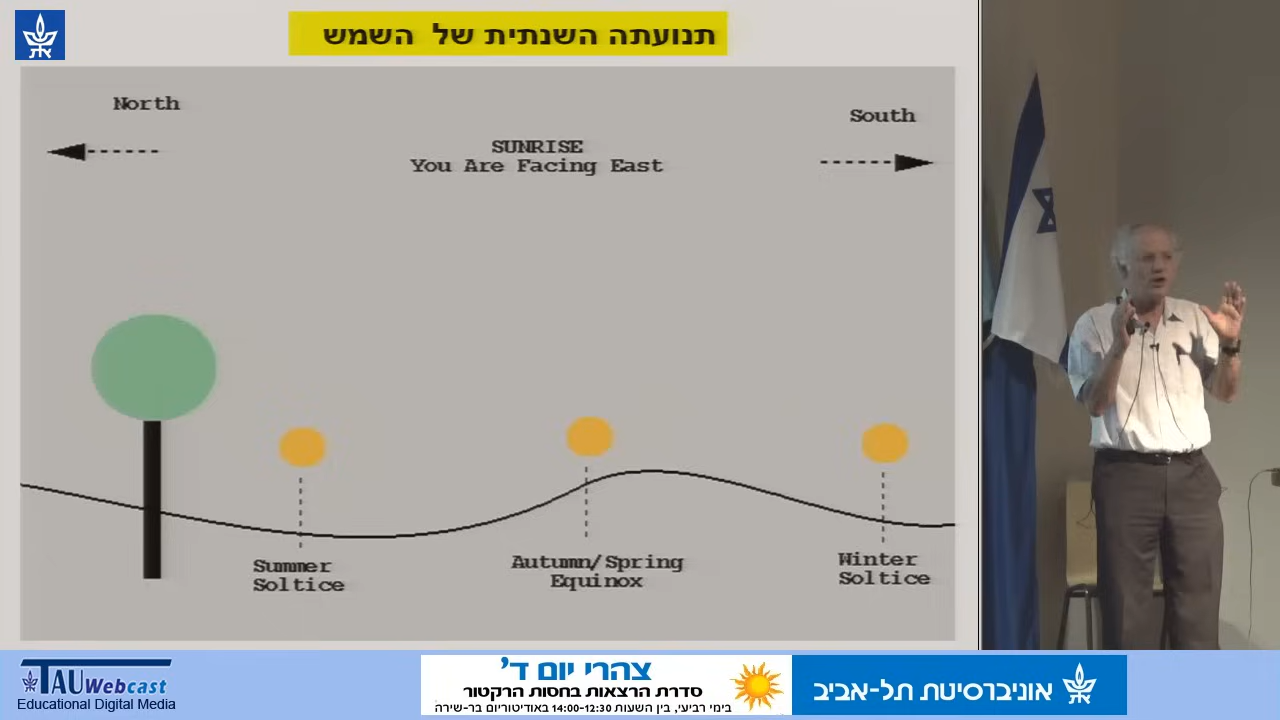 תנועתה השנתית של השמש
North
South
SUNRISE
You Are Facing East
Summer
Soltice
Autumn/Spring
Equinox
Winter
Soltice
TAU Webcast
Educational Digital Media
צהרי יום ד'
סדרת הרצאות בחסות הרקטור
בימי רביעי, בין השעות 14:00-12:30 באודיטוריום בר-שירה
אוניברסיטת תל-אביב